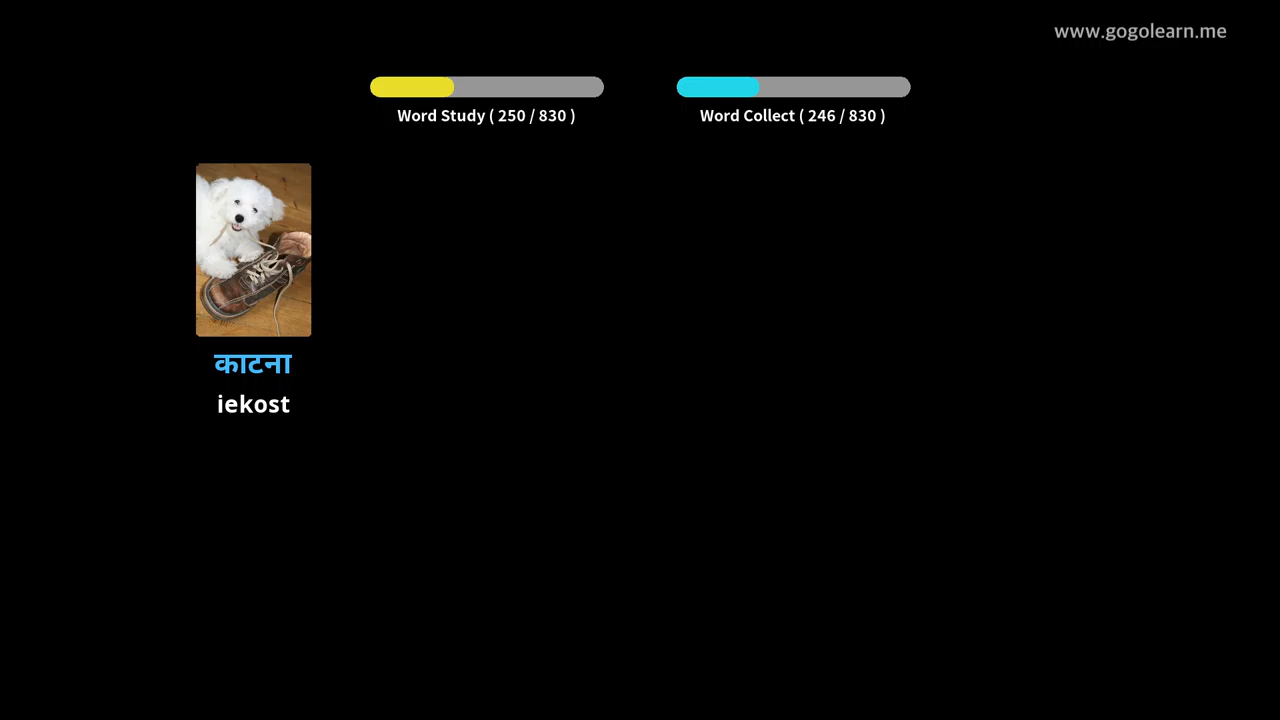 www.gogolearn.me
Word Study ( 250 / 830 )
Word Collect ( 246 / 830 )
काटना
iekost